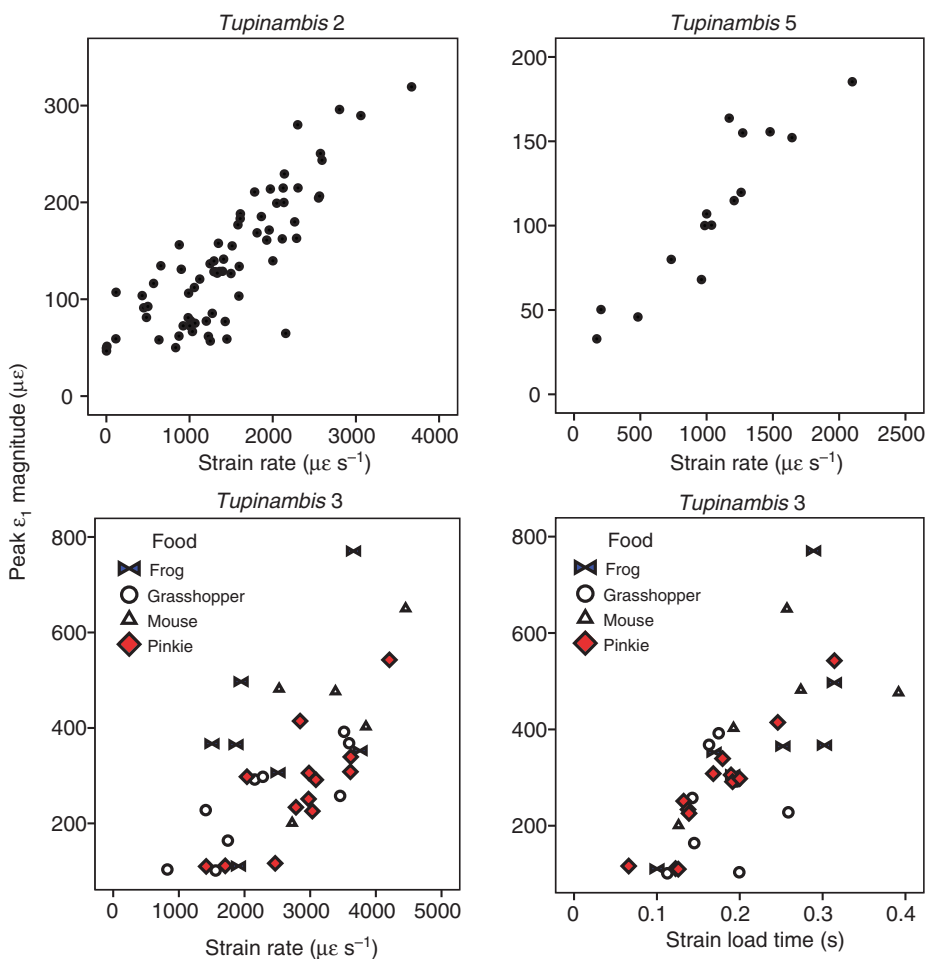 Tupinambis 2
Tupinambis 5
Peak ε1 magnitude (με)
300
200
100
0
0 1000 2000 3000 4000
Strain rate (με s−1)
200
150
100
50
0
0 500 1000 1500 2000 2500
Strain rate (με s−1)
Tupinambis 3
800
600
400
200
Food
Frog
Grasshopper
Mouse
Pinkie
0 1000 2000 3000 4000 5000
Strain rate (με s−1)
Tupinambis 3
800
600
400
200
Food
Frog
Grasshopper
Mouse
Pinkie
0 0.1 0.2 0.3 0.4
Strain load time (s)